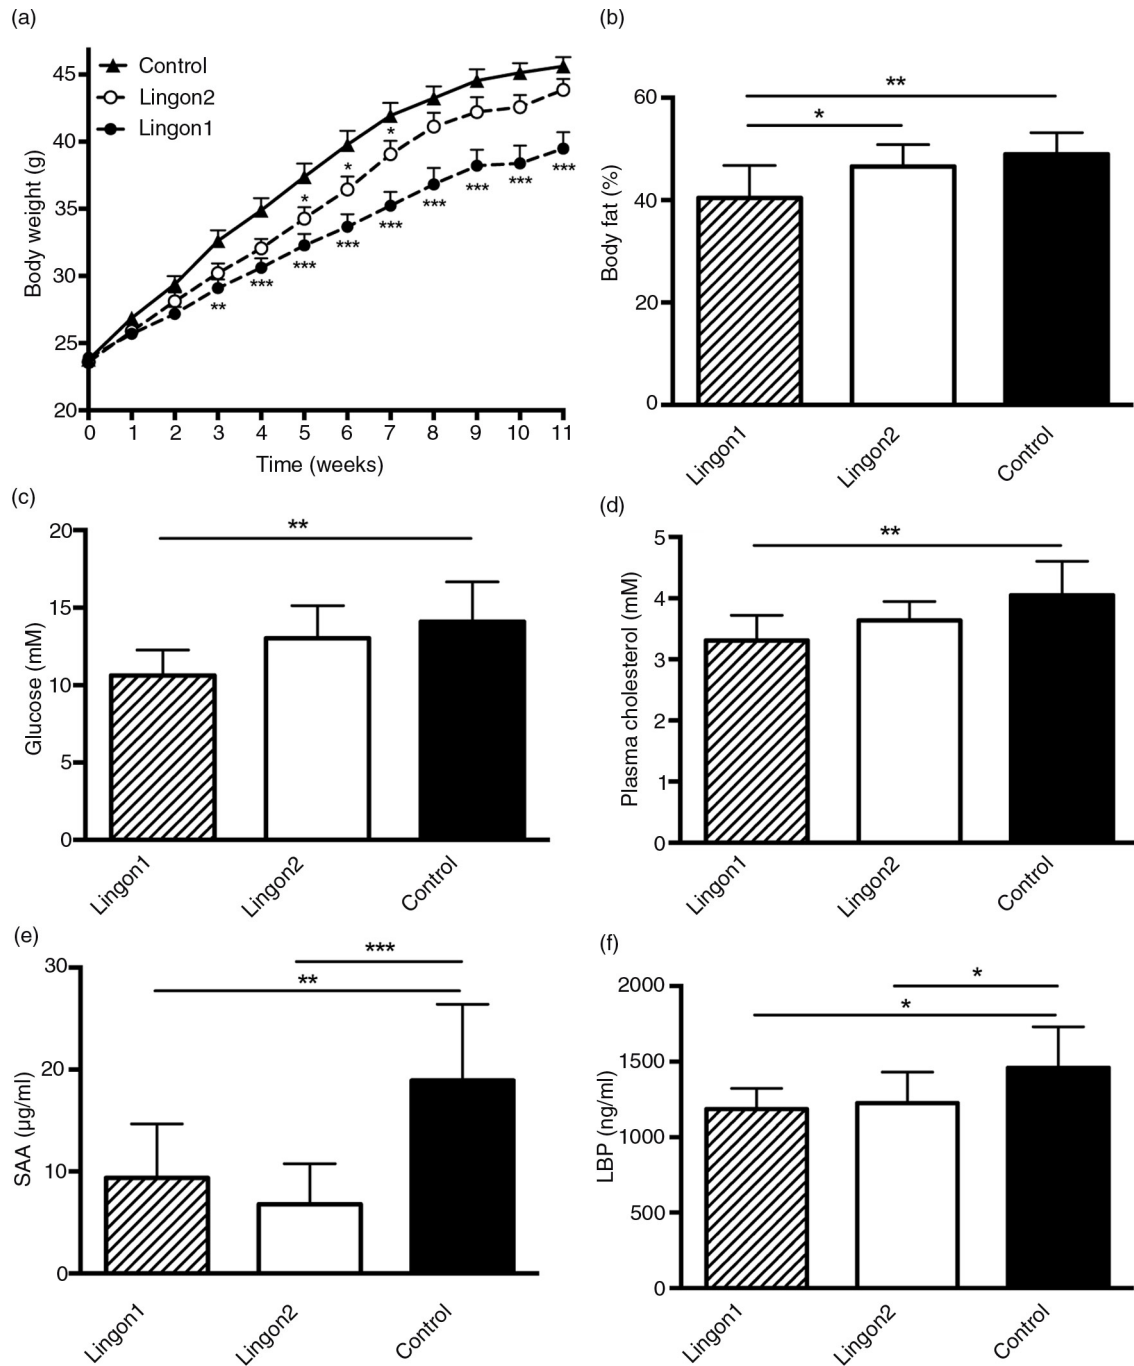 (a)
Control
Lingon2
Lingon1
Body weight (g)
45
40
35
30
25
20
*
*
*
**
***
***
***
***
***
***
***
***
0 1 2 3 4 5 6 7 8 9 10 11
Time (weeks)
(b)
**
*
Body fat (%)
60
40
20
0
Lingon1 Lingon2 Control
(c)
**
Glucose (mM)
20
15
10
5
0
Lingon1 Lingon2 Control
(d)
**
Plasma cholesterol (mM)
5
4
3
2
1
0
Lingon1 Lingon2 Control
(e)
***
**
SAA (µg/ml)
30
20
10
0
Lingon1 Lingon2 Control
(f)
*
*
LBP (ng/ml)
2000
1500
1000
500
0
Lingon1 Lingon2 Control